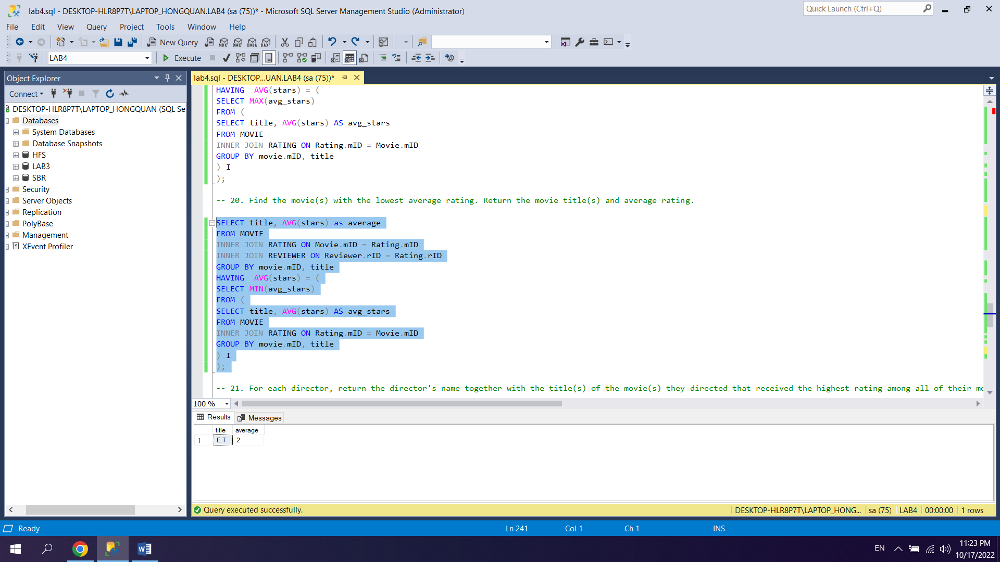 lab4.sql - DESKTOP-HLR8P7T\LAPTOP_HONGQUAN.LAB4 (sa (75))* - Microsoft SQL Server Management Studio (Administrator)
Quick Launch (Ctrl+Q)
File Edit View Query Project Tools Window Help
New Query MDX DMX XMLA DAX
LAB4 Execute
Object Explorer
Connect
DESKTOP-HLR8P7T\LAPTOP_HONGQUAN (SQL Se
Databases
System Databases
Database Snapshots
HFS
LAB3
SBR
Security
Server Objects
Replication
PolyBase
Management
XEvent Profiler
lab4.sql - DESKTOP...UAN.LAB4 (sa (75))*
HAVING  AVG(stars) = (
SELECT MAX(avg_stars)
FROM (
SELECT title, AVG(stars) AS avg_stars
FROM MOVIE
INNER JOIN RATING ON Rating.mID = Movie.mID
GROUP BY movie.mID, title
) I
);
-- 20. Find the movie(s) with the lowest average rating. Return the movie title(s) and average rating.
SELECT title, AVG(stars) as average
FROM MOVIE
INNER JOIN RATING ON Movie.mID = Rating.mID
INNER JOIN REVIEWER ON Reviewer.rID = Rating.rID
GROUP BY movie.mID, title
HAVING  AVG(stars) = (
SELECT MIN(avg_stars)
FROM (
SELECT title, AVG(stars) AS avg_stars
FROM MOVIE
INNER JOIN RATING ON Rating.mID = Movie.mID
GROUP BY movie.mID, title
) I
);
-- 21. For each director, return the director's name together with the title(s) of the movie(s) they directed that received the highest rating among all of their mo
100 %
Results Messages
title average
1 E.T. 2
Query executed successfully.
DESKTOP-HLR8P7T\LAPTOP_HONG... sa (75) LAB4 00:00:00 1 rows
Ready Ln 241 Col 1 Ch 1 INS
EN
11:23 PM
10/17/2022